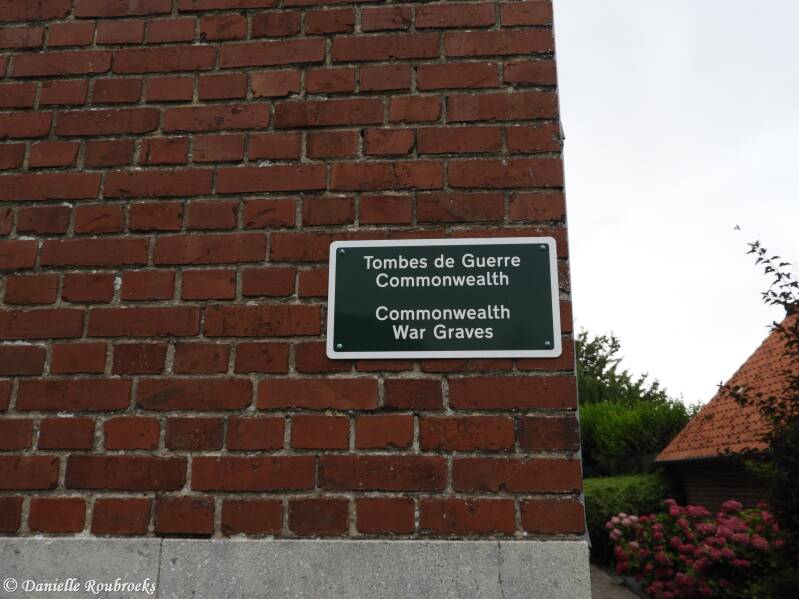 Tombes de Guerre
Commonwealth
Commonwealth
War Graves
© Danielle Roubroeks